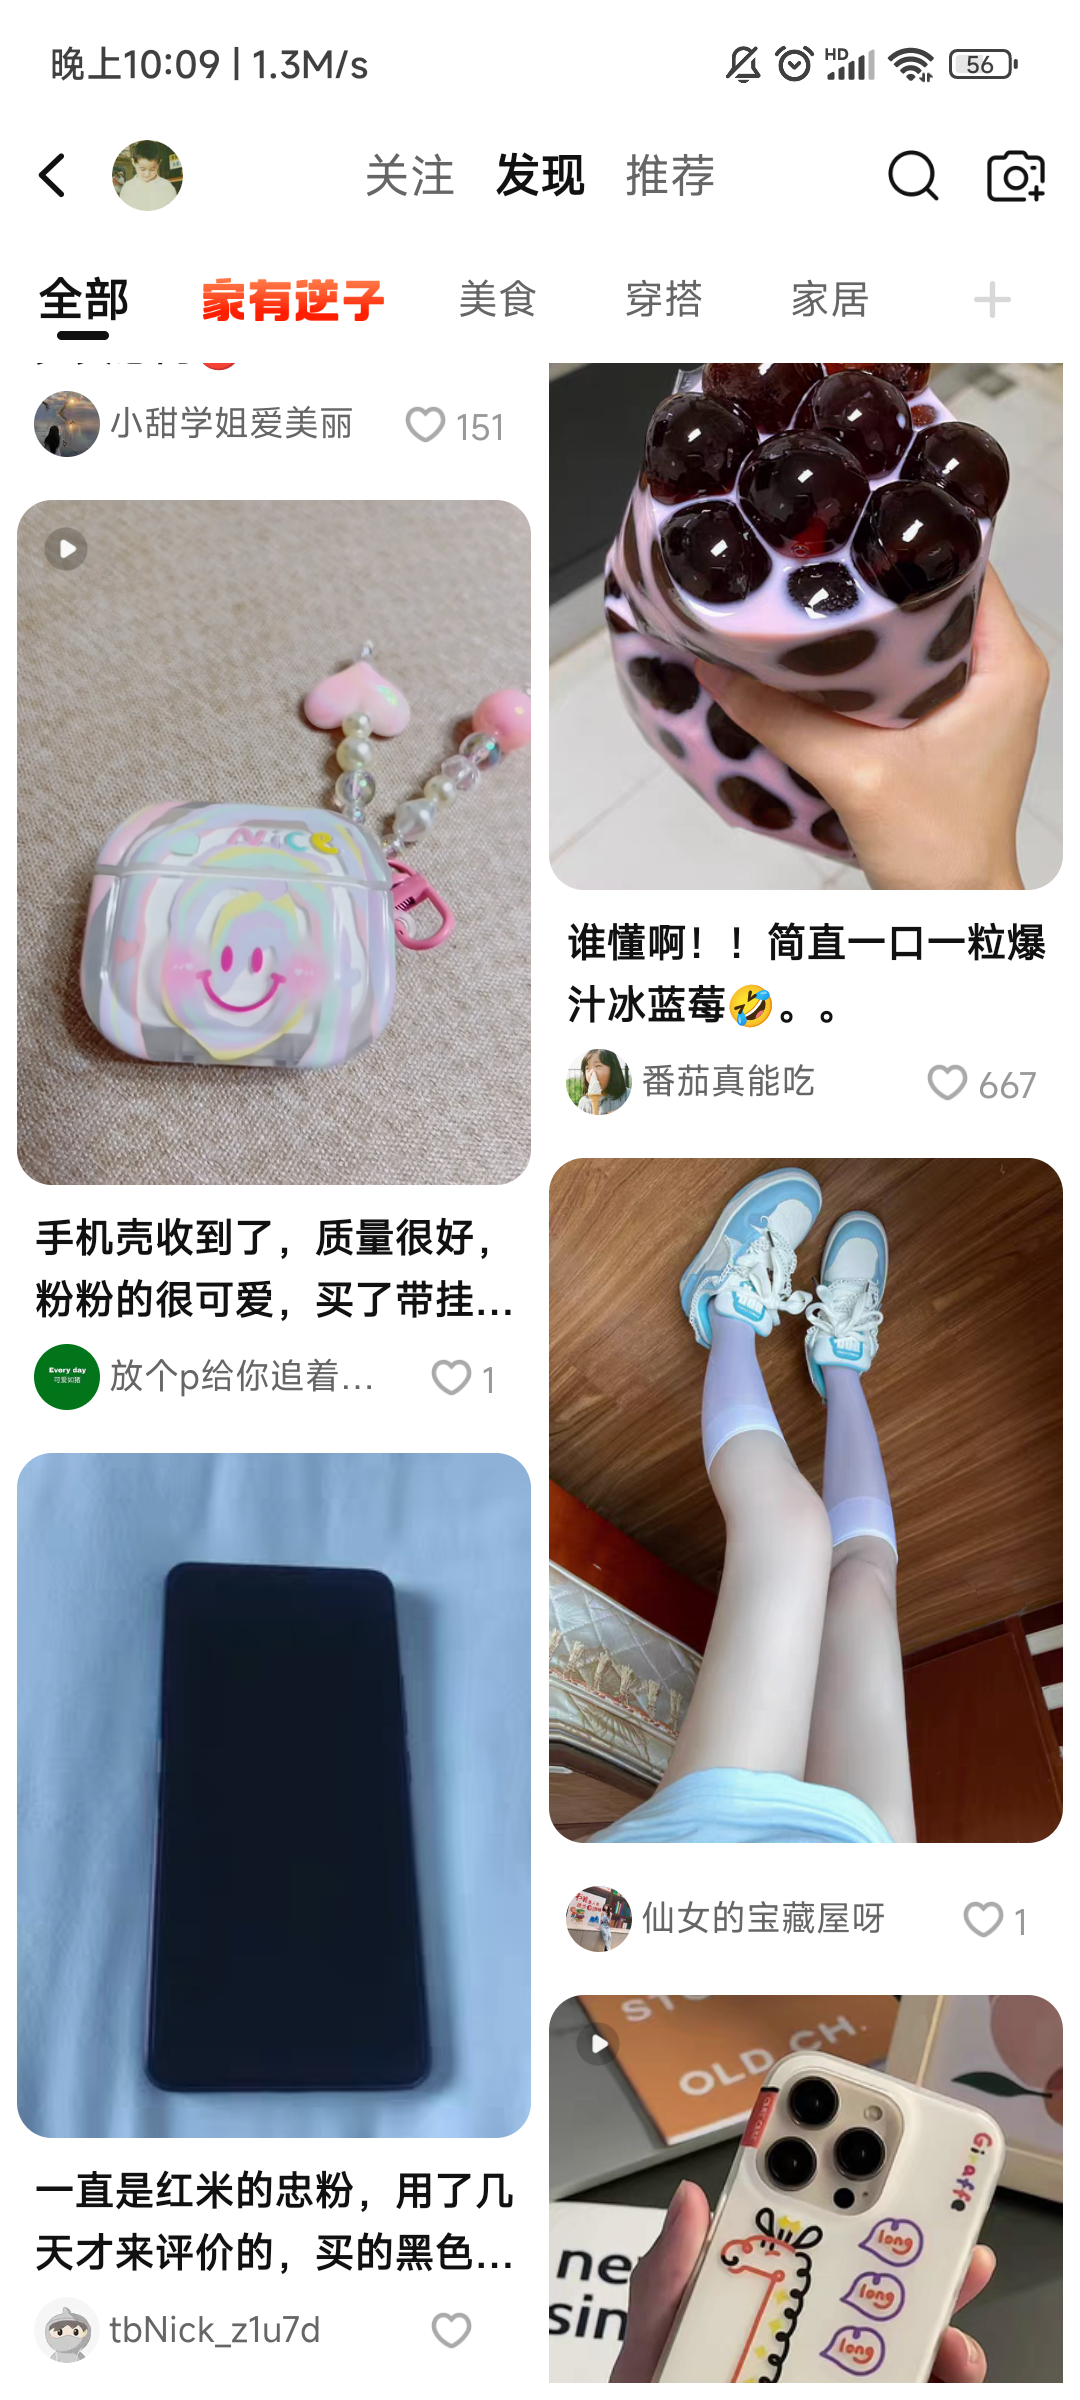 晚上10:09 | 1.3M/s
HD
56
关注 发现 推荐
全部 家有逆子 美食 穿搭 家居
小甜学姐爱美丽 151
Nice
手机壳收到了，质量很好，
粉粉的很可爱，买了带挂...
Every day
可爱如猪
放个p给你追着... 1
一直是红米的忠粉，用了几
天才来评价的，买的黑色...
tbNick_z1u7d
谁懂啊！！简直一口一粒爆
汁冰蓝莓🤣。。
番茄真能吃 667
仙女的宝藏屋呀 1
OLD CH.
Giraffe
long
long
long